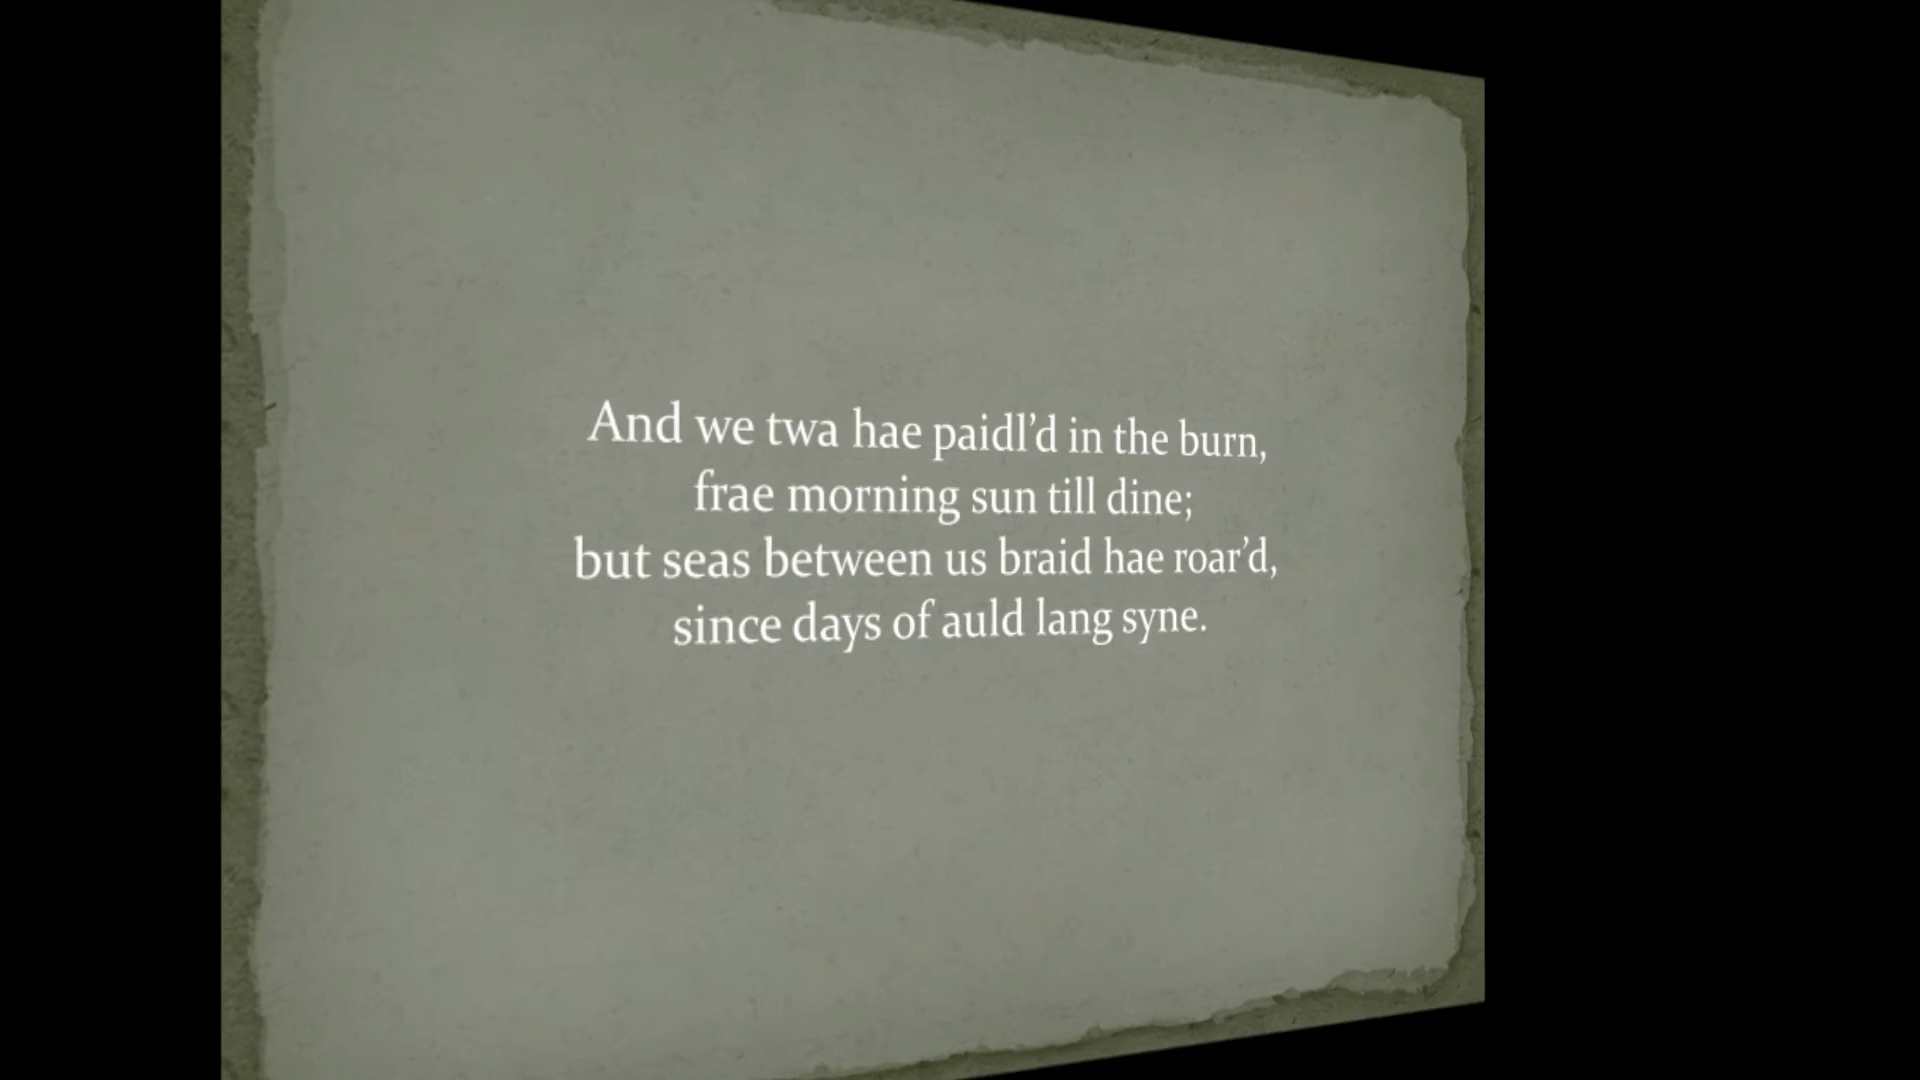 And we twa hae paidl’d in the burn,
frae morning sun till dine;
but seas between us braid hae roar’d,
since days of auld lang syne.